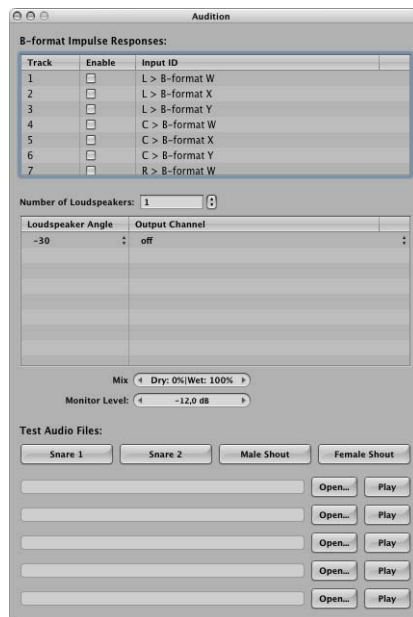 Audition
B-format Impulse Responses:
Track Enable Input ID
1 L > B-format W
2 L > B-format X
3 L > B-format Y
4 C > B-format W
5 C > B-format X
6 C > B-format Y
7 R > B-format W
Number of Loudspeakers: 1
Loudspeaker Angle Output Channel
-30 off
Mix Dry: 0%|Wet: 100%
Monitor Level: -12,0 dB
Test Audio Files:
Snare 1 Snare 2 Male Shout Female Shout
Open... Play
Open... Play
Open... Play
Open... Play
Open... Play